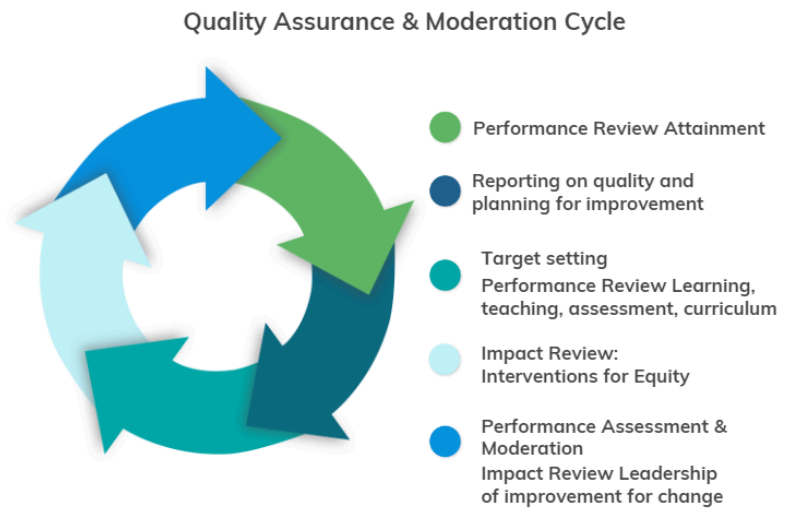 Quality Assurance & Moderation Cycle
Performance Review Attainment
Reporting on quality and
planning for improvement
Target setting
Performance Review Learning,
teaching, assessment, curriculum
Impact Review:
Interventions for Equity
Performance Assessment &
Moderation
Impact Review Leadership
of improvement for change